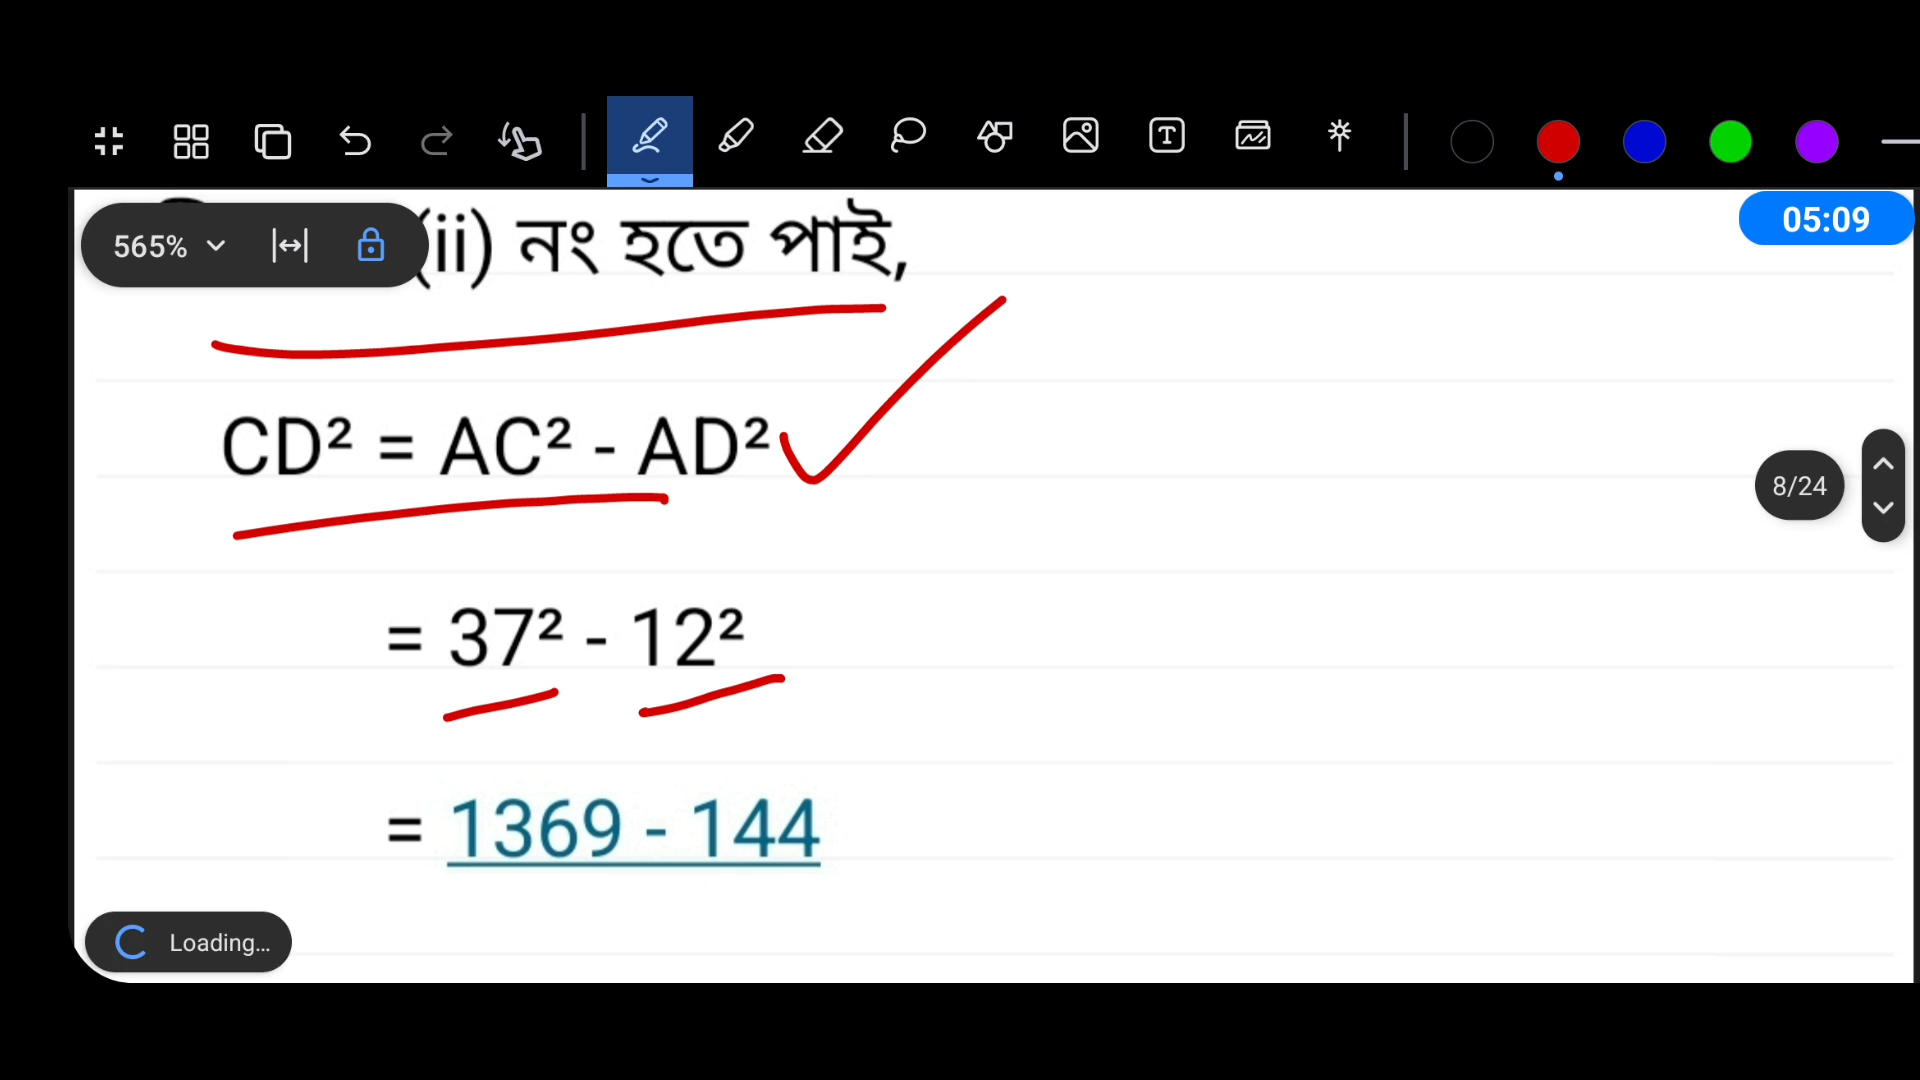 565%
05:09
(ii) নং হতে পাই,
CD² = AC² - AD²
8/24
= 37² - 12²
= 1369 - 144
Loading...